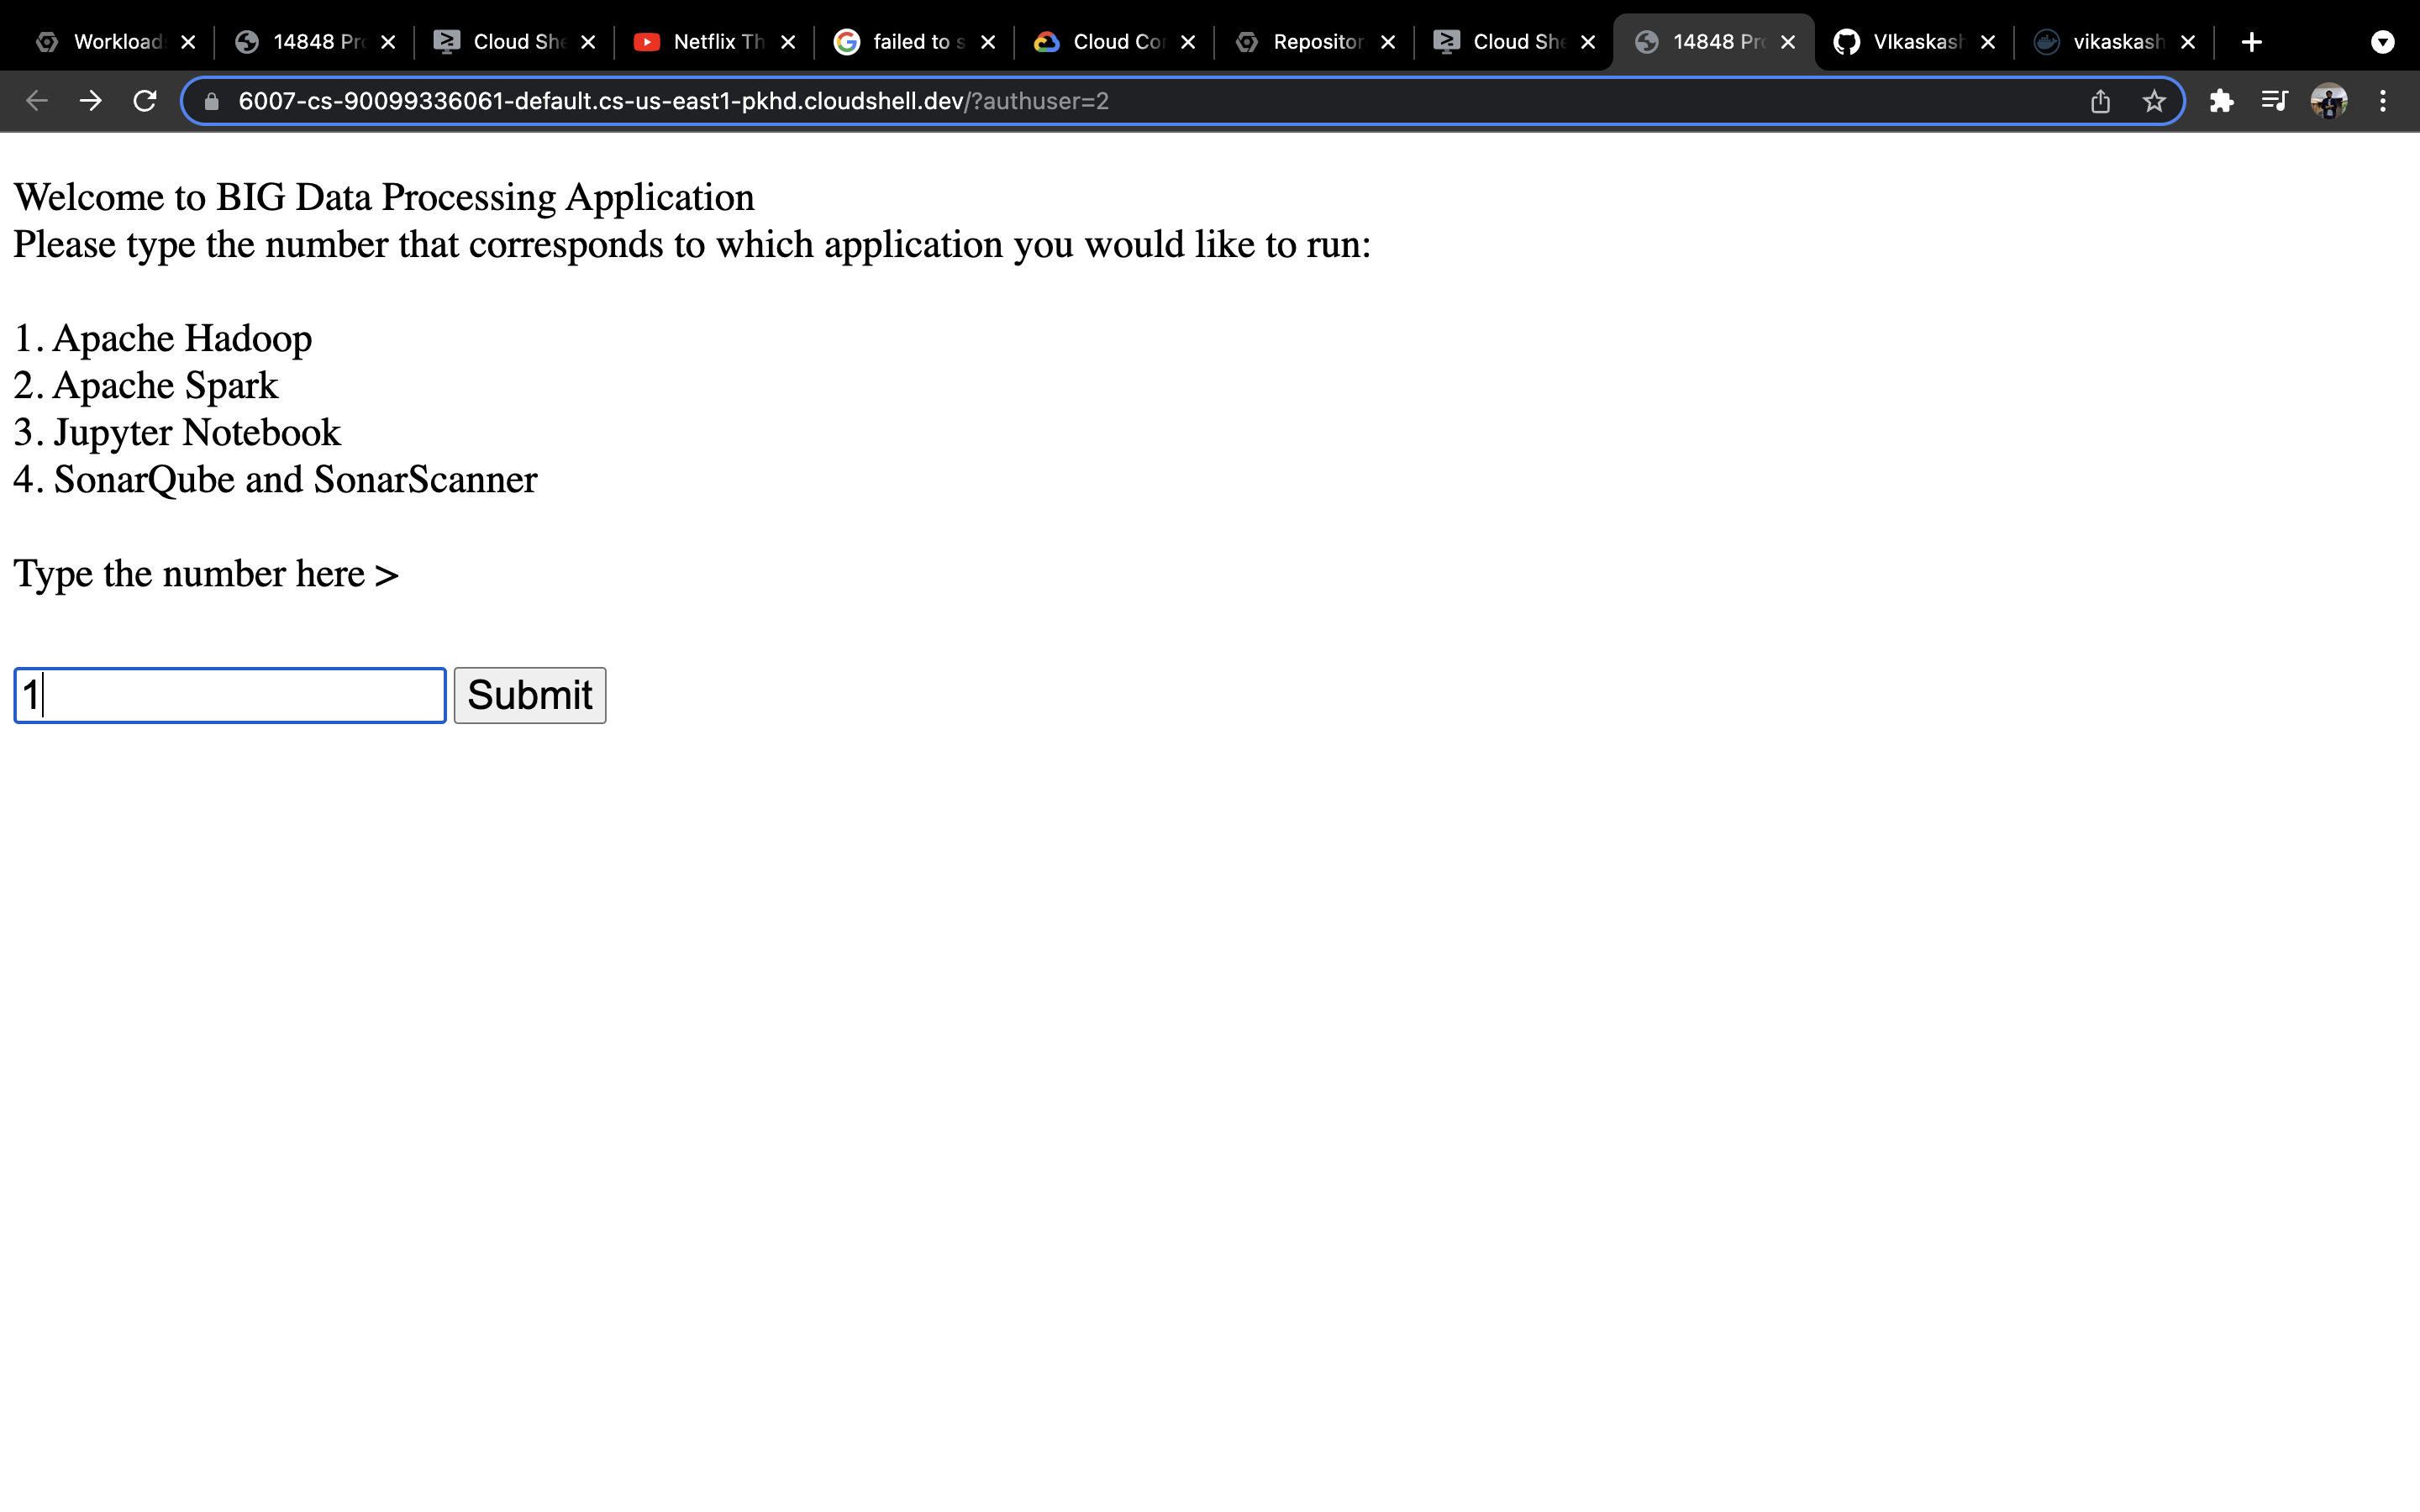 Workload 14848 Pr Cloud She Netflix Th failed to s Cloud Co Repositor Cloud She 14848 Pr VIkaskash vikaskash
6007-cs-90099336061-default.cs-us-east1-pkhd.cloudshell.dev/?authuser=2
Welcome to BIG Data Processing Application
Please type the number that corresponds to which application you would like to run:
1. Apache Hadoop
2. Apache Spark
3. Jupyter Notebook
4. SonarQube and SonarScanner
Type the number here >
1 Submit